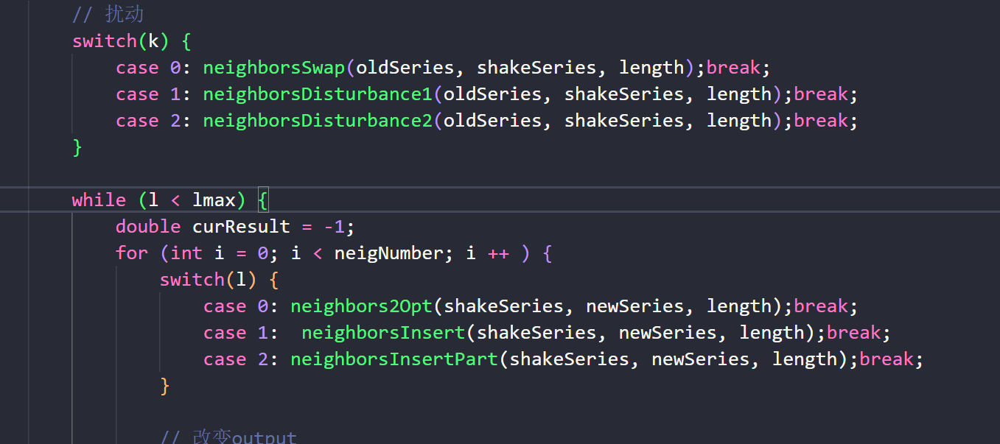 // 扰动
switch(k) {
case 0: neighborsSwap(oldSeries, shakeSeries, length);break;
case 1: neighborsDisturbance1(oldSeries, shakeSeries, length);break;
case 2: neighborsDisturbance2(oldSeries, shakeSeries, length);break;
}
while (l < lmax) {
double curResult = -1;
for (int i = 0; i < neigNumber; i ++ ) {
switch(l) {
case 0: neighbors2Opt(shakeSeries, newSeries, length);break;
case 1:  neighborsInsert(shakeSeries, newSeries, length);break;
case 2: neighborsInsertPart(shakeSeries, newSeries, length);break;
}
// 改变output